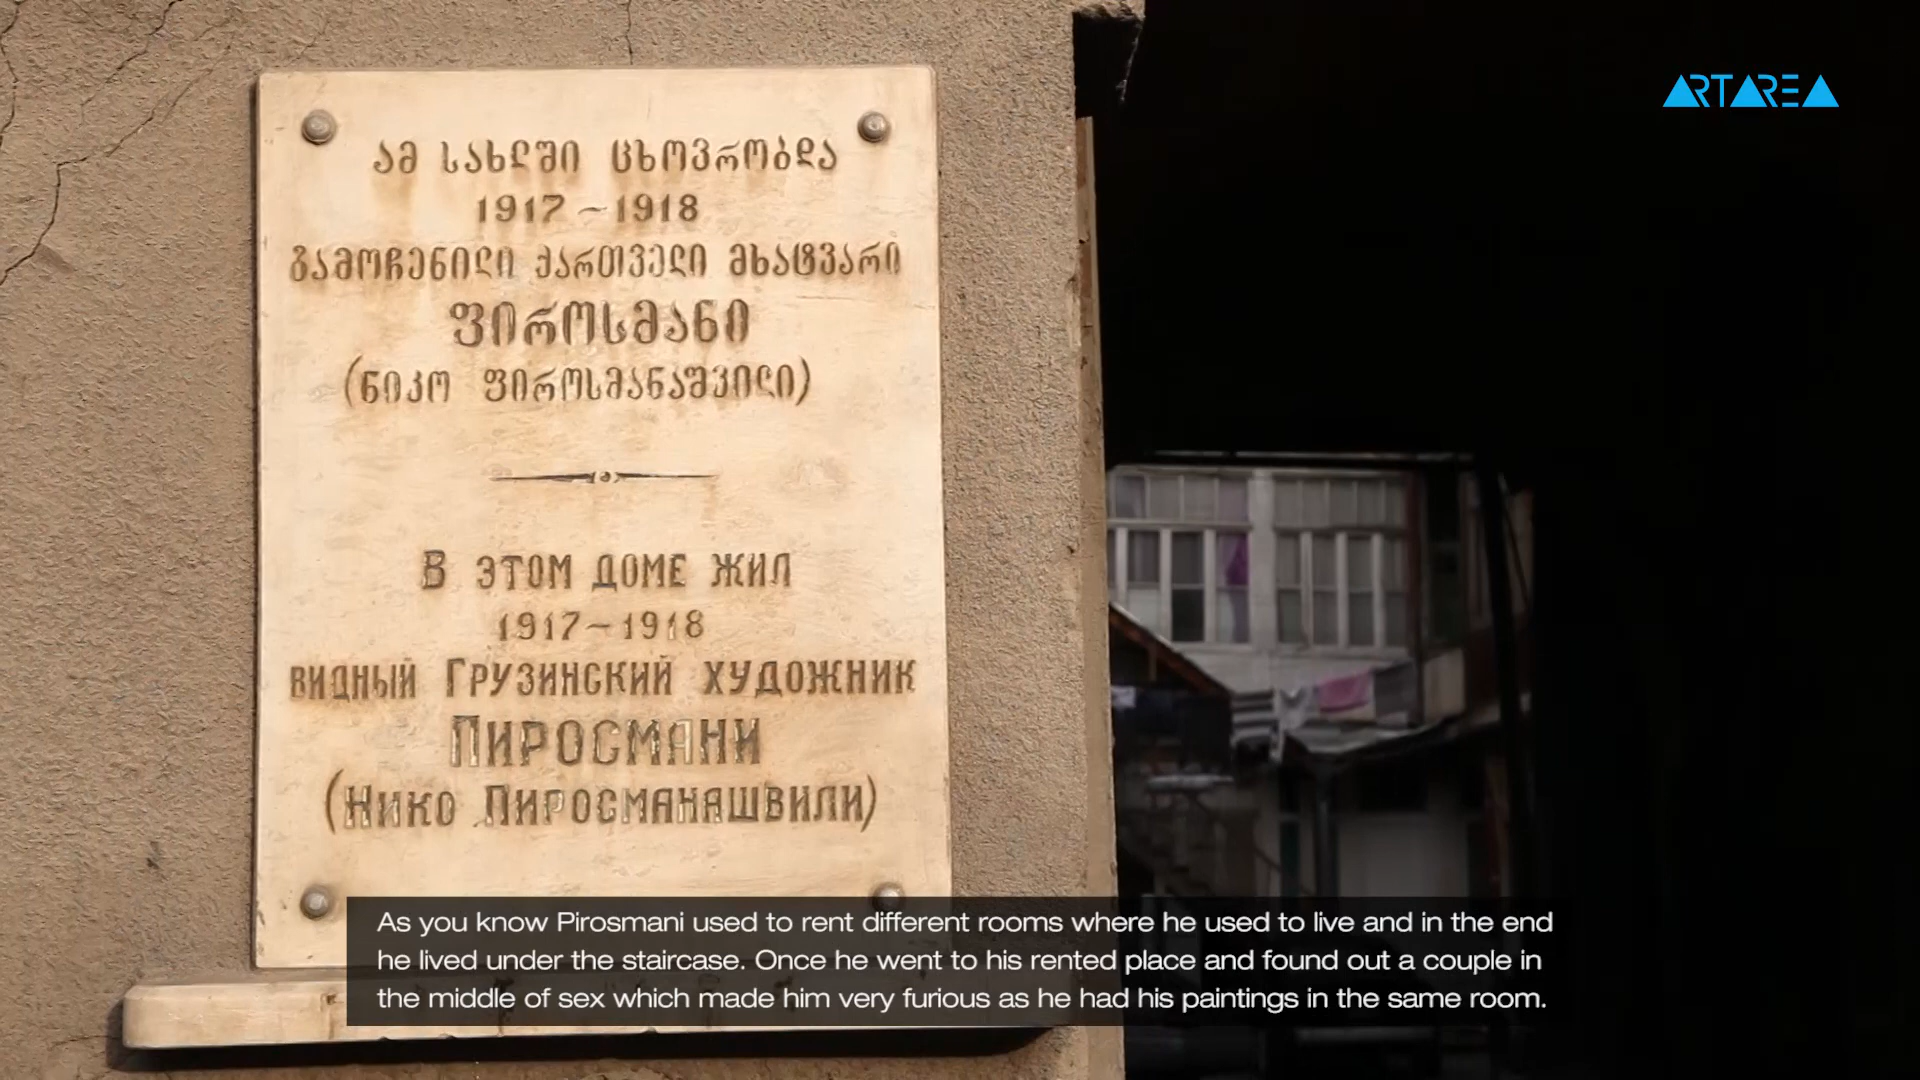 ARTAREA
ამ სახლში ცხოვრობდა
1917 - 1918
გამოჩენილი ქართველი მხატვარი
ფიროსმანი
(ნიკო ფიროსმანაშვილი)
В ЭТОМ ДОМЕ ЖИЛ
1917 - 1918
ВИДНЫЙ ГРУЗИНСКИЙ ХУДОЖНИК
ПИРОСМАНИ
(НИКО ПИРОСМАНАШВИЛИ)
As you know Pirosmani used to rent different rooms where he used to live and in the end
he lived under the staircase. Once he went to his rented place and found out a couple in
the middle of sex which made him very furious as he had his paintings in the same room.